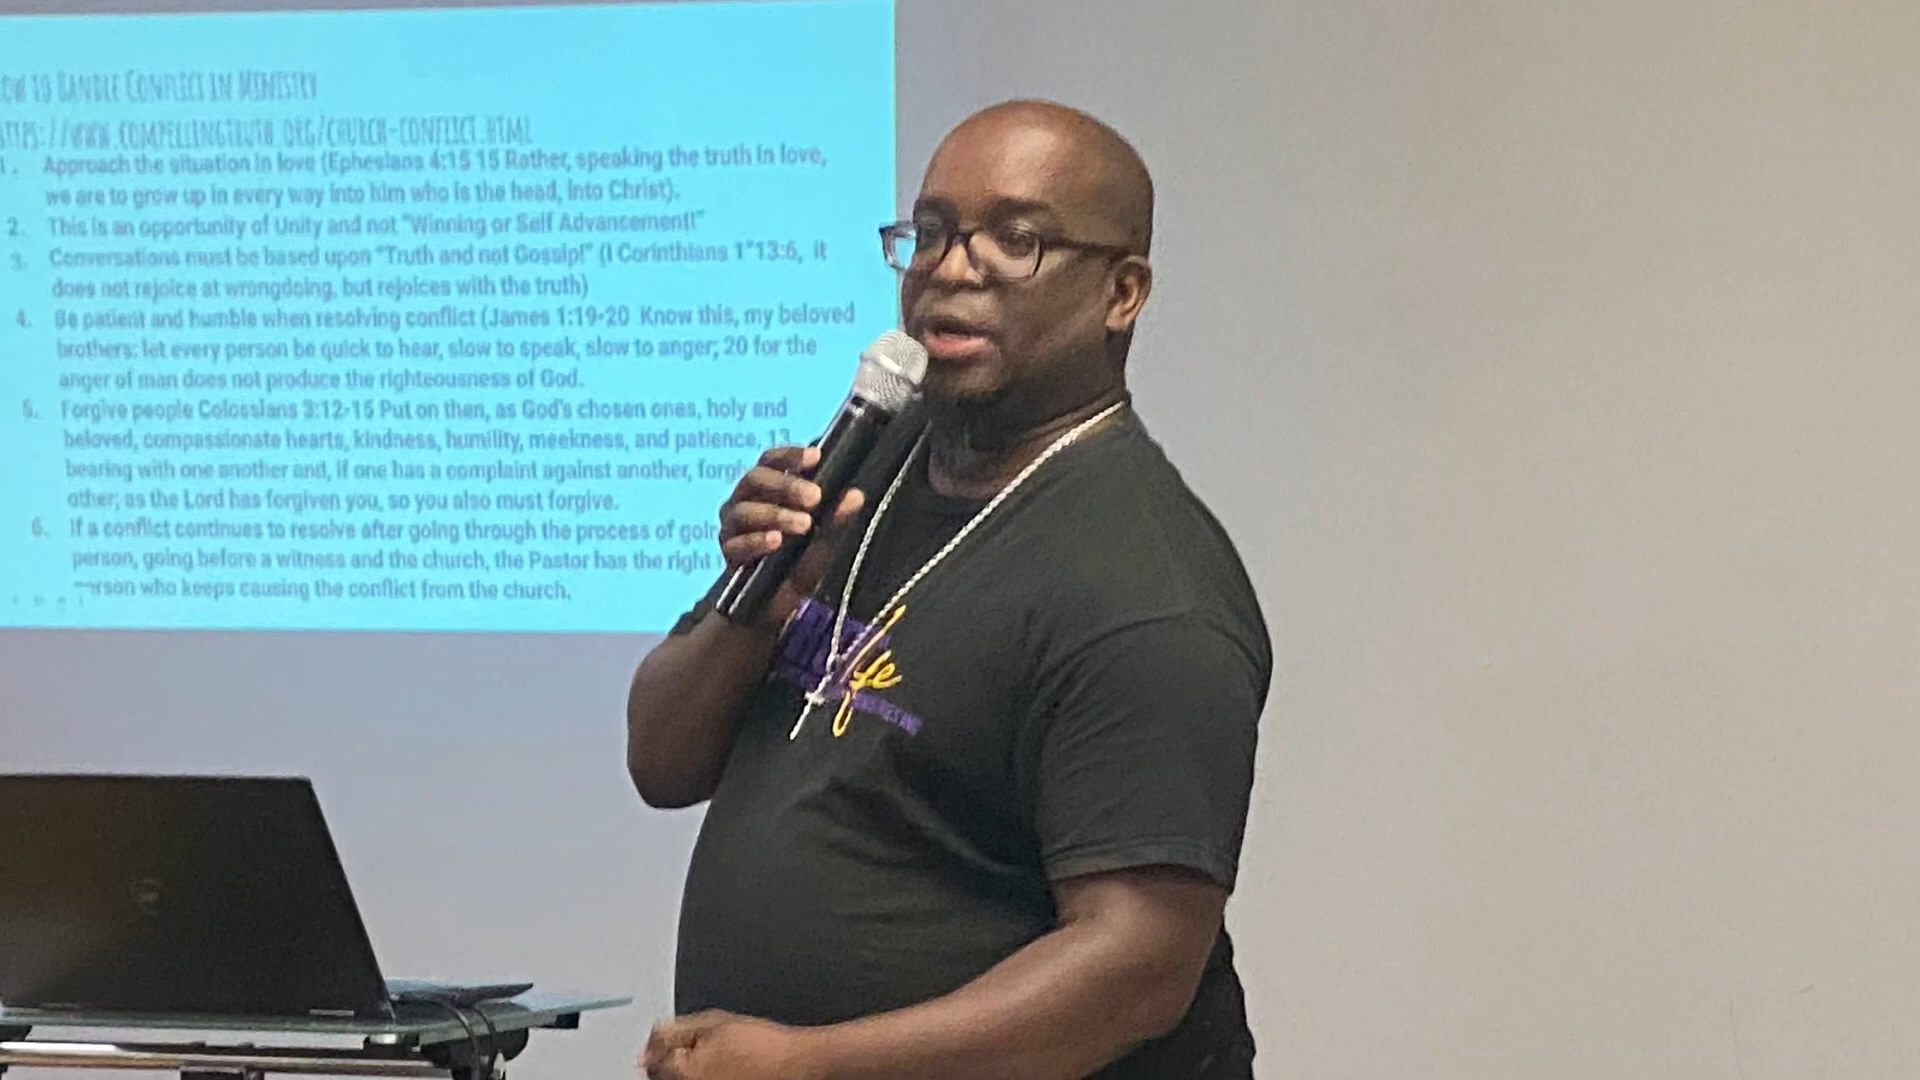 OW TO HANDLE CONFLICT IN MINISTRY
TTPS://WWW.COMPELLINGTRUTH.ORG/CHURCH-CONFLICT.HTML
1. Approach the situation in love (Ephesians 4:15 15 Rather, speaking the truth in love,
we are to grow up in every way into him who is the head, into Christ).
2. This is an opportunity of Unity and not "Winning or Self Advancement!"
3. Conversations must be based upon "Truth and not Gossip!" (I Corinthians 1"13:6, it
does not rejoice at wrongdoing, but rejoices with the truth)
4. Be patient and humble when resolving conflict (James 1:19-20 Know this, my beloved
brothers: let every person be quick to hear, slow to speak, slow to anger; 20 for the
anger of man does not produce the righteousness of God.
5. Forgive people Colossians 3:12-15 Put on then, as God's chosen ones, holy and
beloved, compassionate hearts, kindness, humility, meekness, and patience, 13
bearing with one another and, if one has a complaint against another, forgi
other; as the Lord has forgiven you, so you also must forgive.
6. If a conflict continues to resolve after going through the process of goin
person, going before a witness and the church, the Pastor has the right
erson who keeps causing the conflict from the church.
life